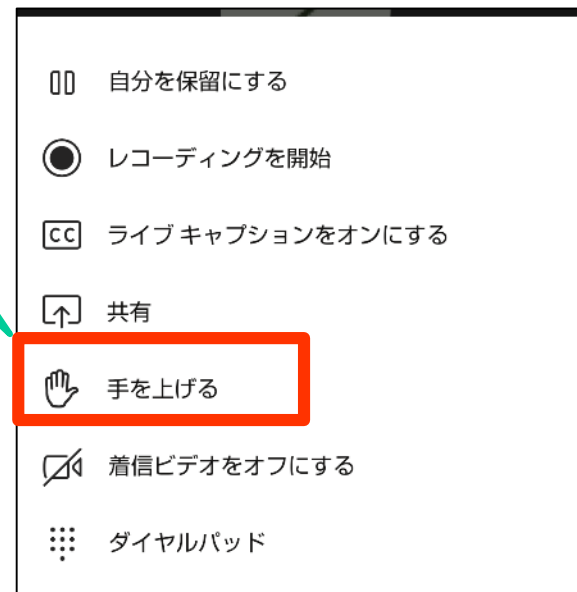 自分を保留にする
レコーディングを開始
CC ライブ キャプションをオンにする
共有
手を上げる
着信ビデオをオフにする
ダイヤルパッド